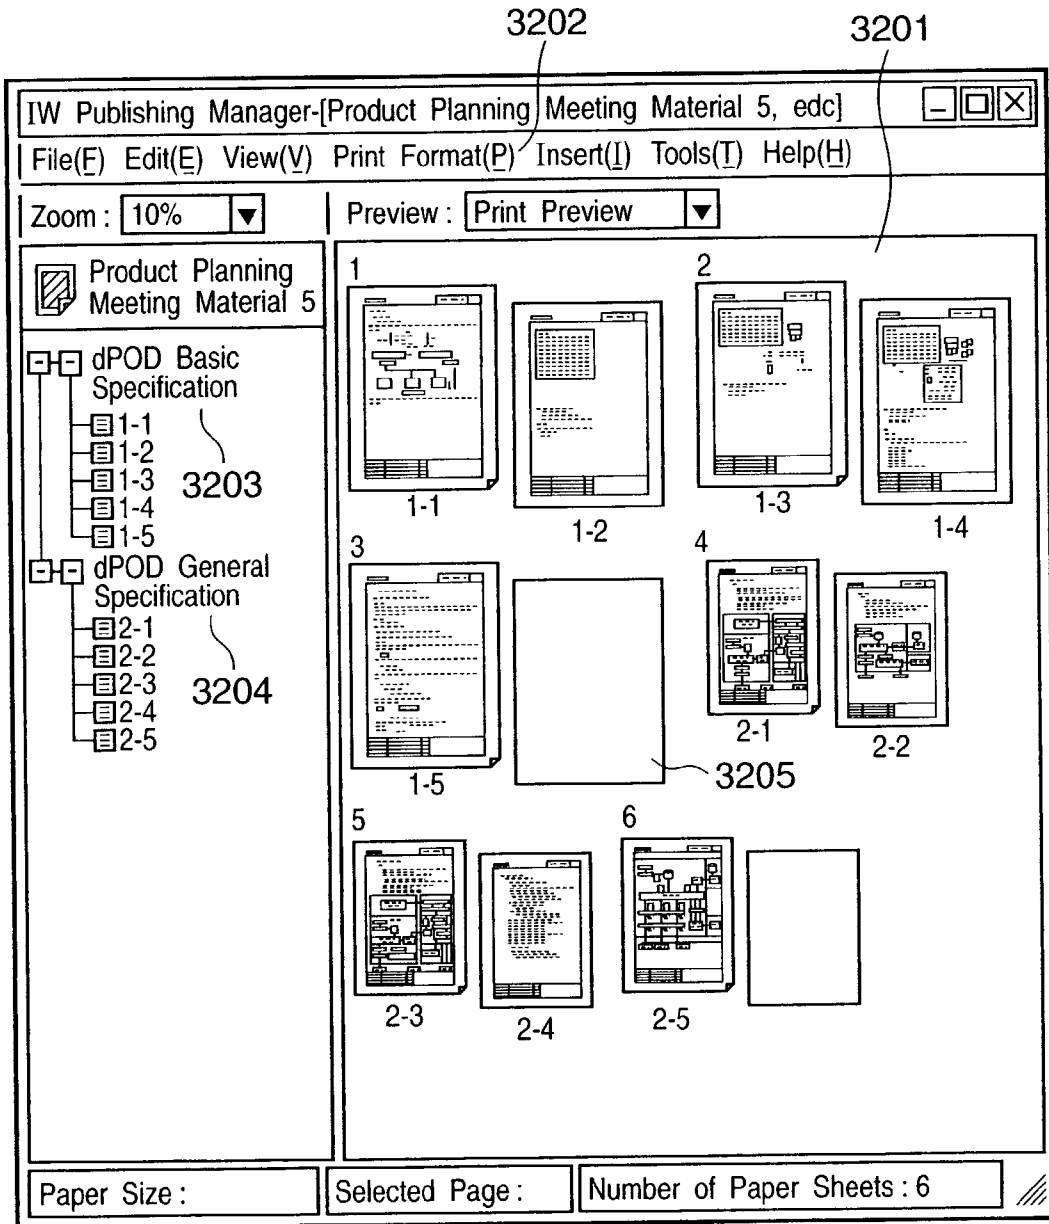 3202
3201
IW Publishing Manager-[Product Planning Meeting Material 5, edc]
File(F) Edit(E) View(V) Print Format(P) Insert(I) Tools(T) Help(H)
Zoom : 10% Preview : Print Preview
Product Planning
Meeting Material 5
dPOD Basic
Specification
1-1
1-2
1-3
1-4
1-5
3203
dPOD General
Specification
2-1
2-2
2-3
2-4
2-5
3204
1
2
1-1
1-2
1-3
1-4
3
4
1-5
3205
2-1
2-2
5
6
2-3
2-4
2-5
Paper Size :
Selected Page :
Number of Paper Sheets : 6